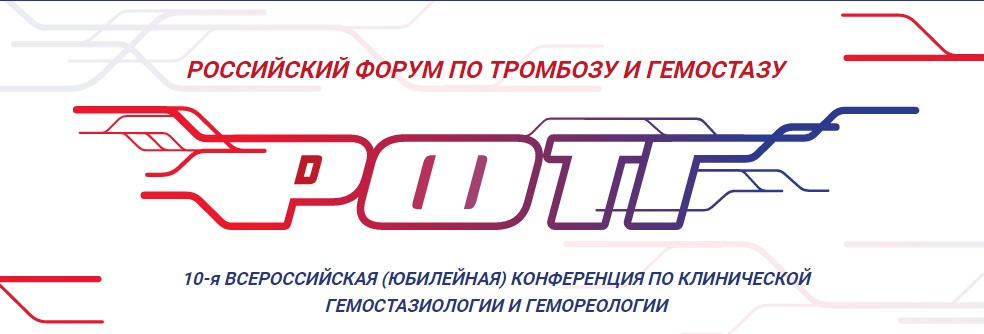 РОССИЙСКИЙ ФОРУМ ПО ТРОМБОЗУ И ГЕМОСТАЗУ
РФТГ
10-я ВСЕРОССИЙСКАЯ (ЮБИЛЕЙНАЯ) КОНФЕРЕНЦИЯ ПО КЛИНИЧЕСКОЙ
ГЕМОСТАЗИОЛОГИИ И ГЕМОРЕОЛОГИИ